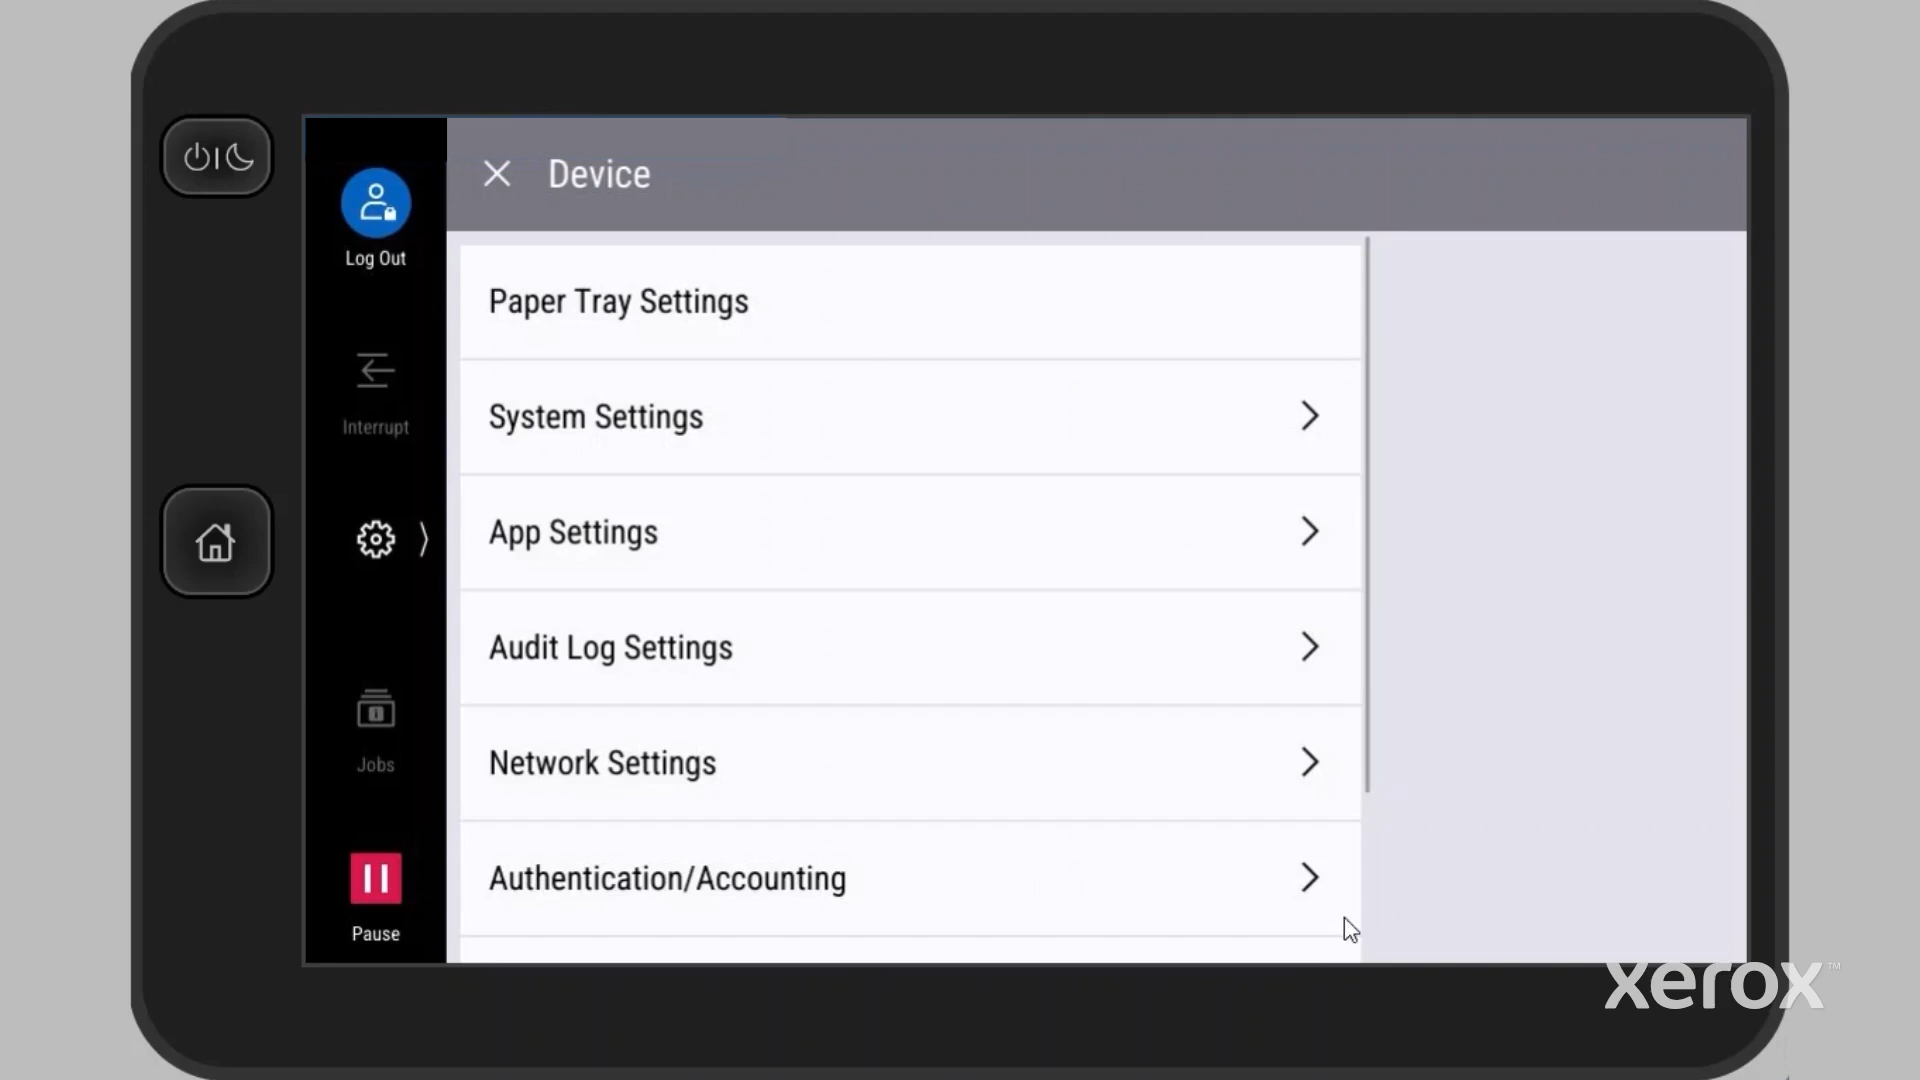 Device
Log Out
Paper Tray Settings
System Settings
Interrupt
App Settings
Audit Log Settings
Network Settings
Jobs
Authentication/Accounting
Pause
xerox™